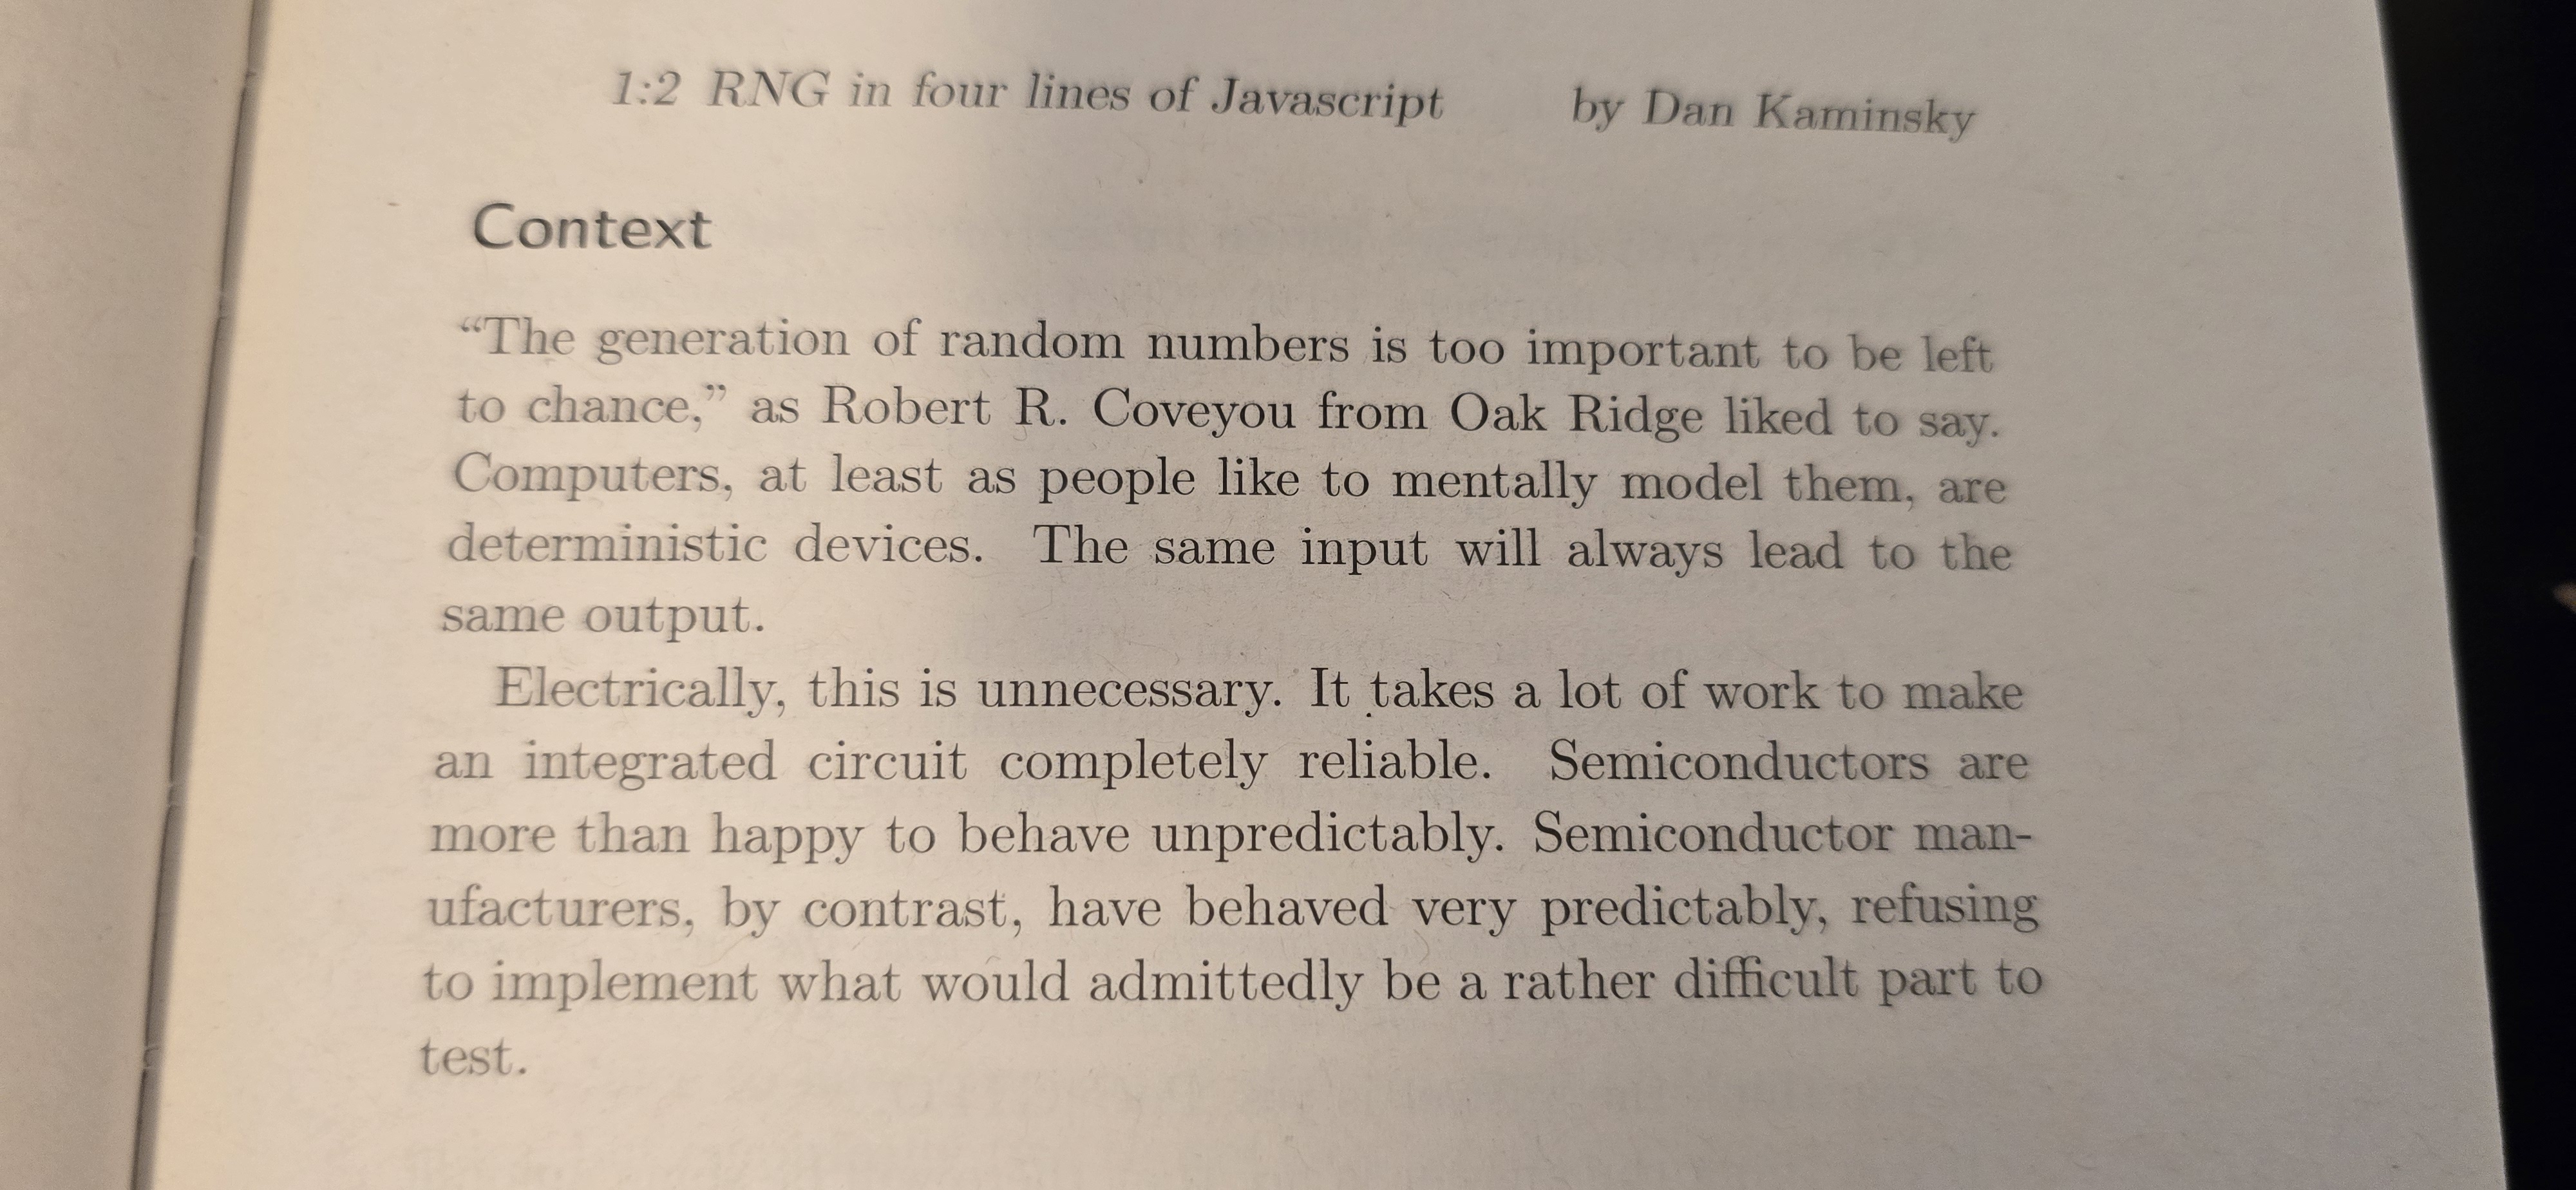 1:2 RNG in four lines of Javascript by Dan Kaminsky
Context
“The generation of random numbers is too important to be left
to chance,” as Robert R. Coveyou from Oak Ridge liked to say.
Computers, at least as people like to mentally model them, are
deterministic devices. The same input will always lead to the
same output.
Electrically, this is unnecessary. It takes a lot of work to make
an integrated circuit completely reliable. Semiconductors are
more than happy to behave unpredictably. Semiconductor man-
ufacturers, by contrast, have behaved very predictably, refusing
to implement what would admittedly be a rather difficult part to
test.